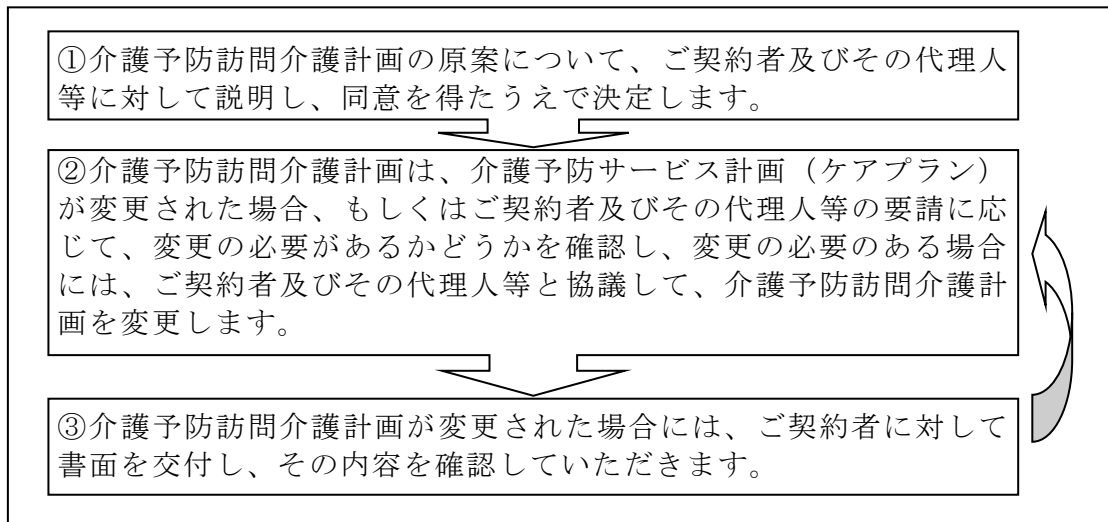 ①介護予防訪問介護計画の原案について、ご契約者及びその代理人
等に対して説明し、同意を得たうえで決定します。
②介護予防訪問介護計画は、介護予防サービス計画（ケアプラン）
が変更された場合、もしくはご契約者及びその代理人等の要請に応
じて、変更の必要があるかどうかを確認し、変更の必要のある場合
には、ご契約者及びその代理人等と協議して、介護予防訪問介護計
画を変更します。
③介護予防訪問介護計画が変更された場合には、ご契約者に対して
書面を交付し、その内容を確認していただきます。